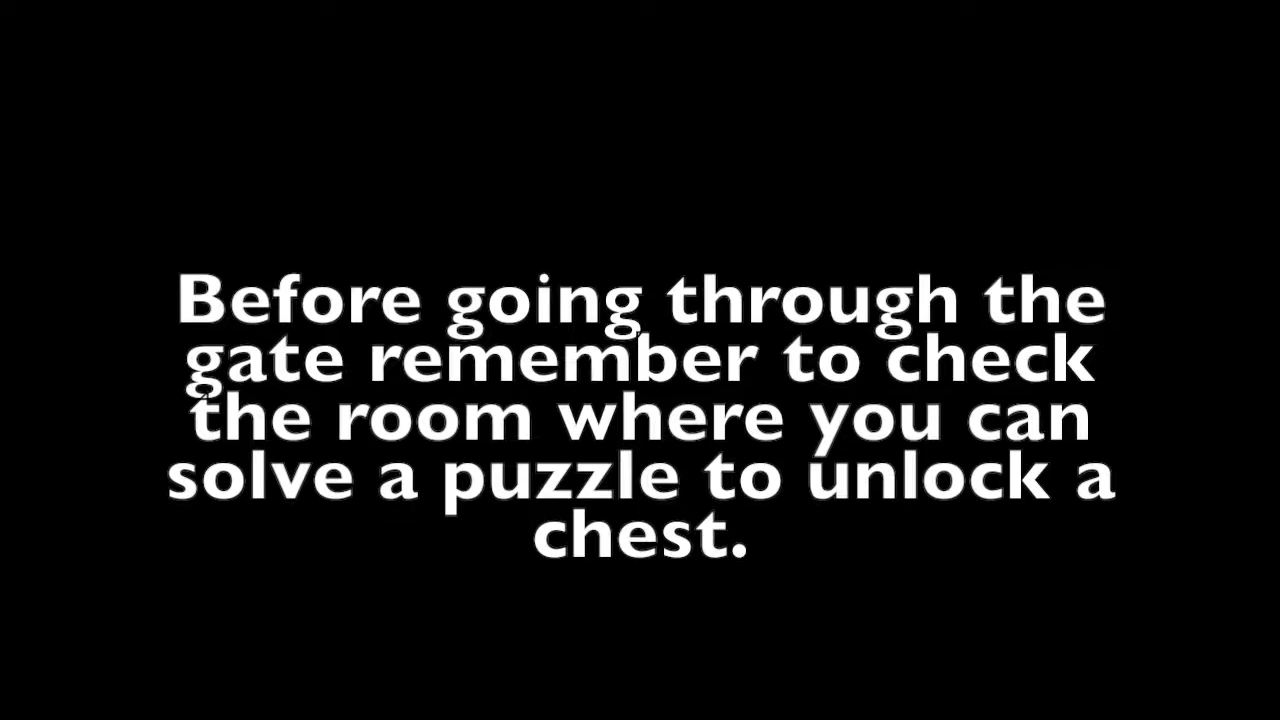 Before going through the
gate remember to check
the room where you can
solve a puzzle to unlock a
chest.